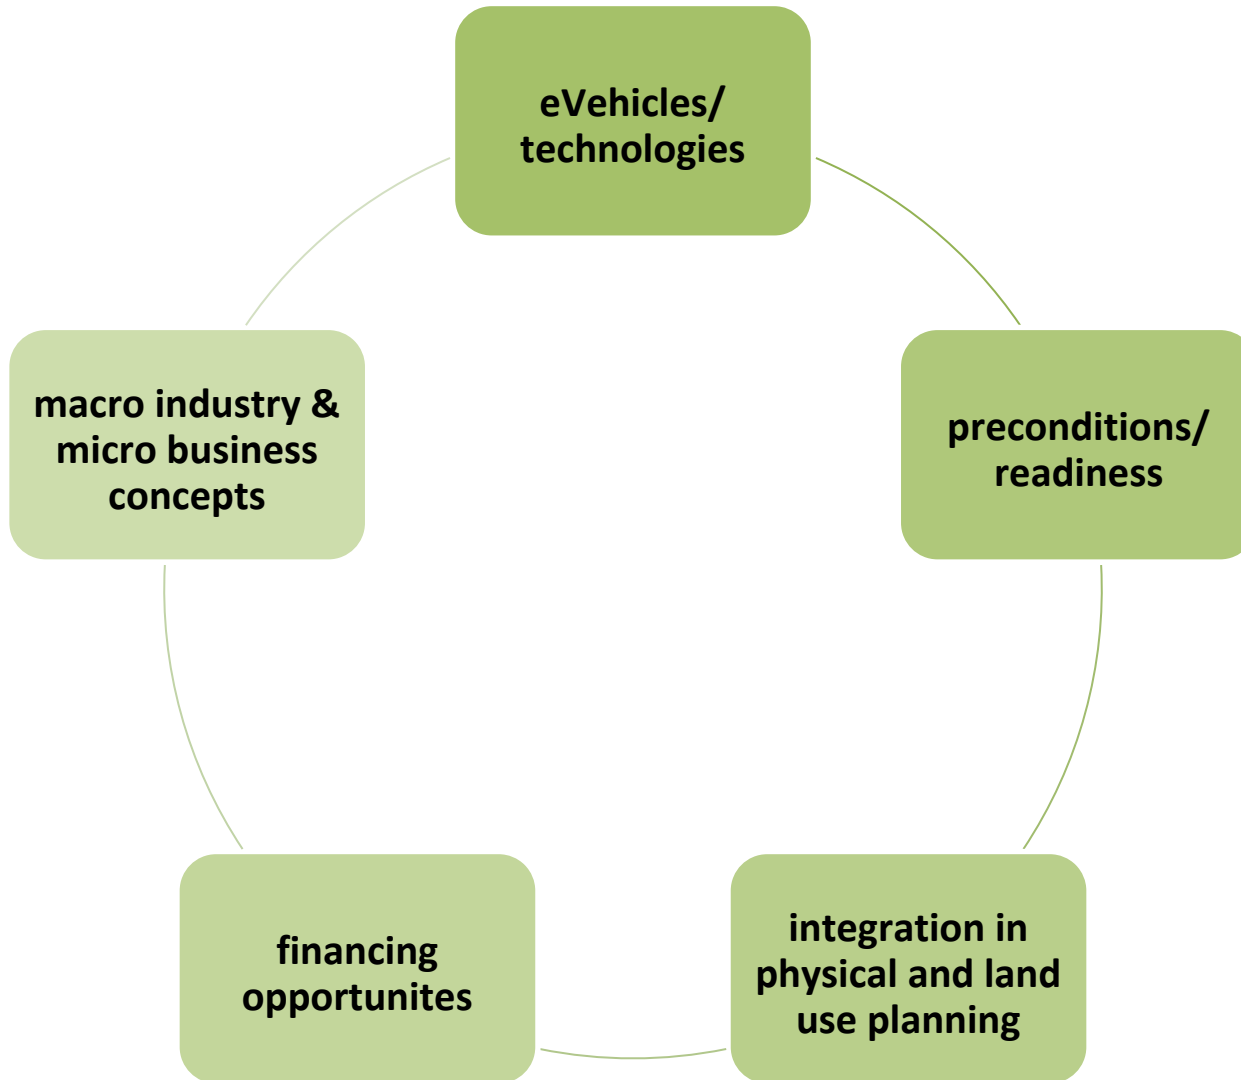 eVehicles/
technologies
preconditions/
readiness
integration in
physical and land
use planning
financing
opportunites
macro industry &
micro business
concepts